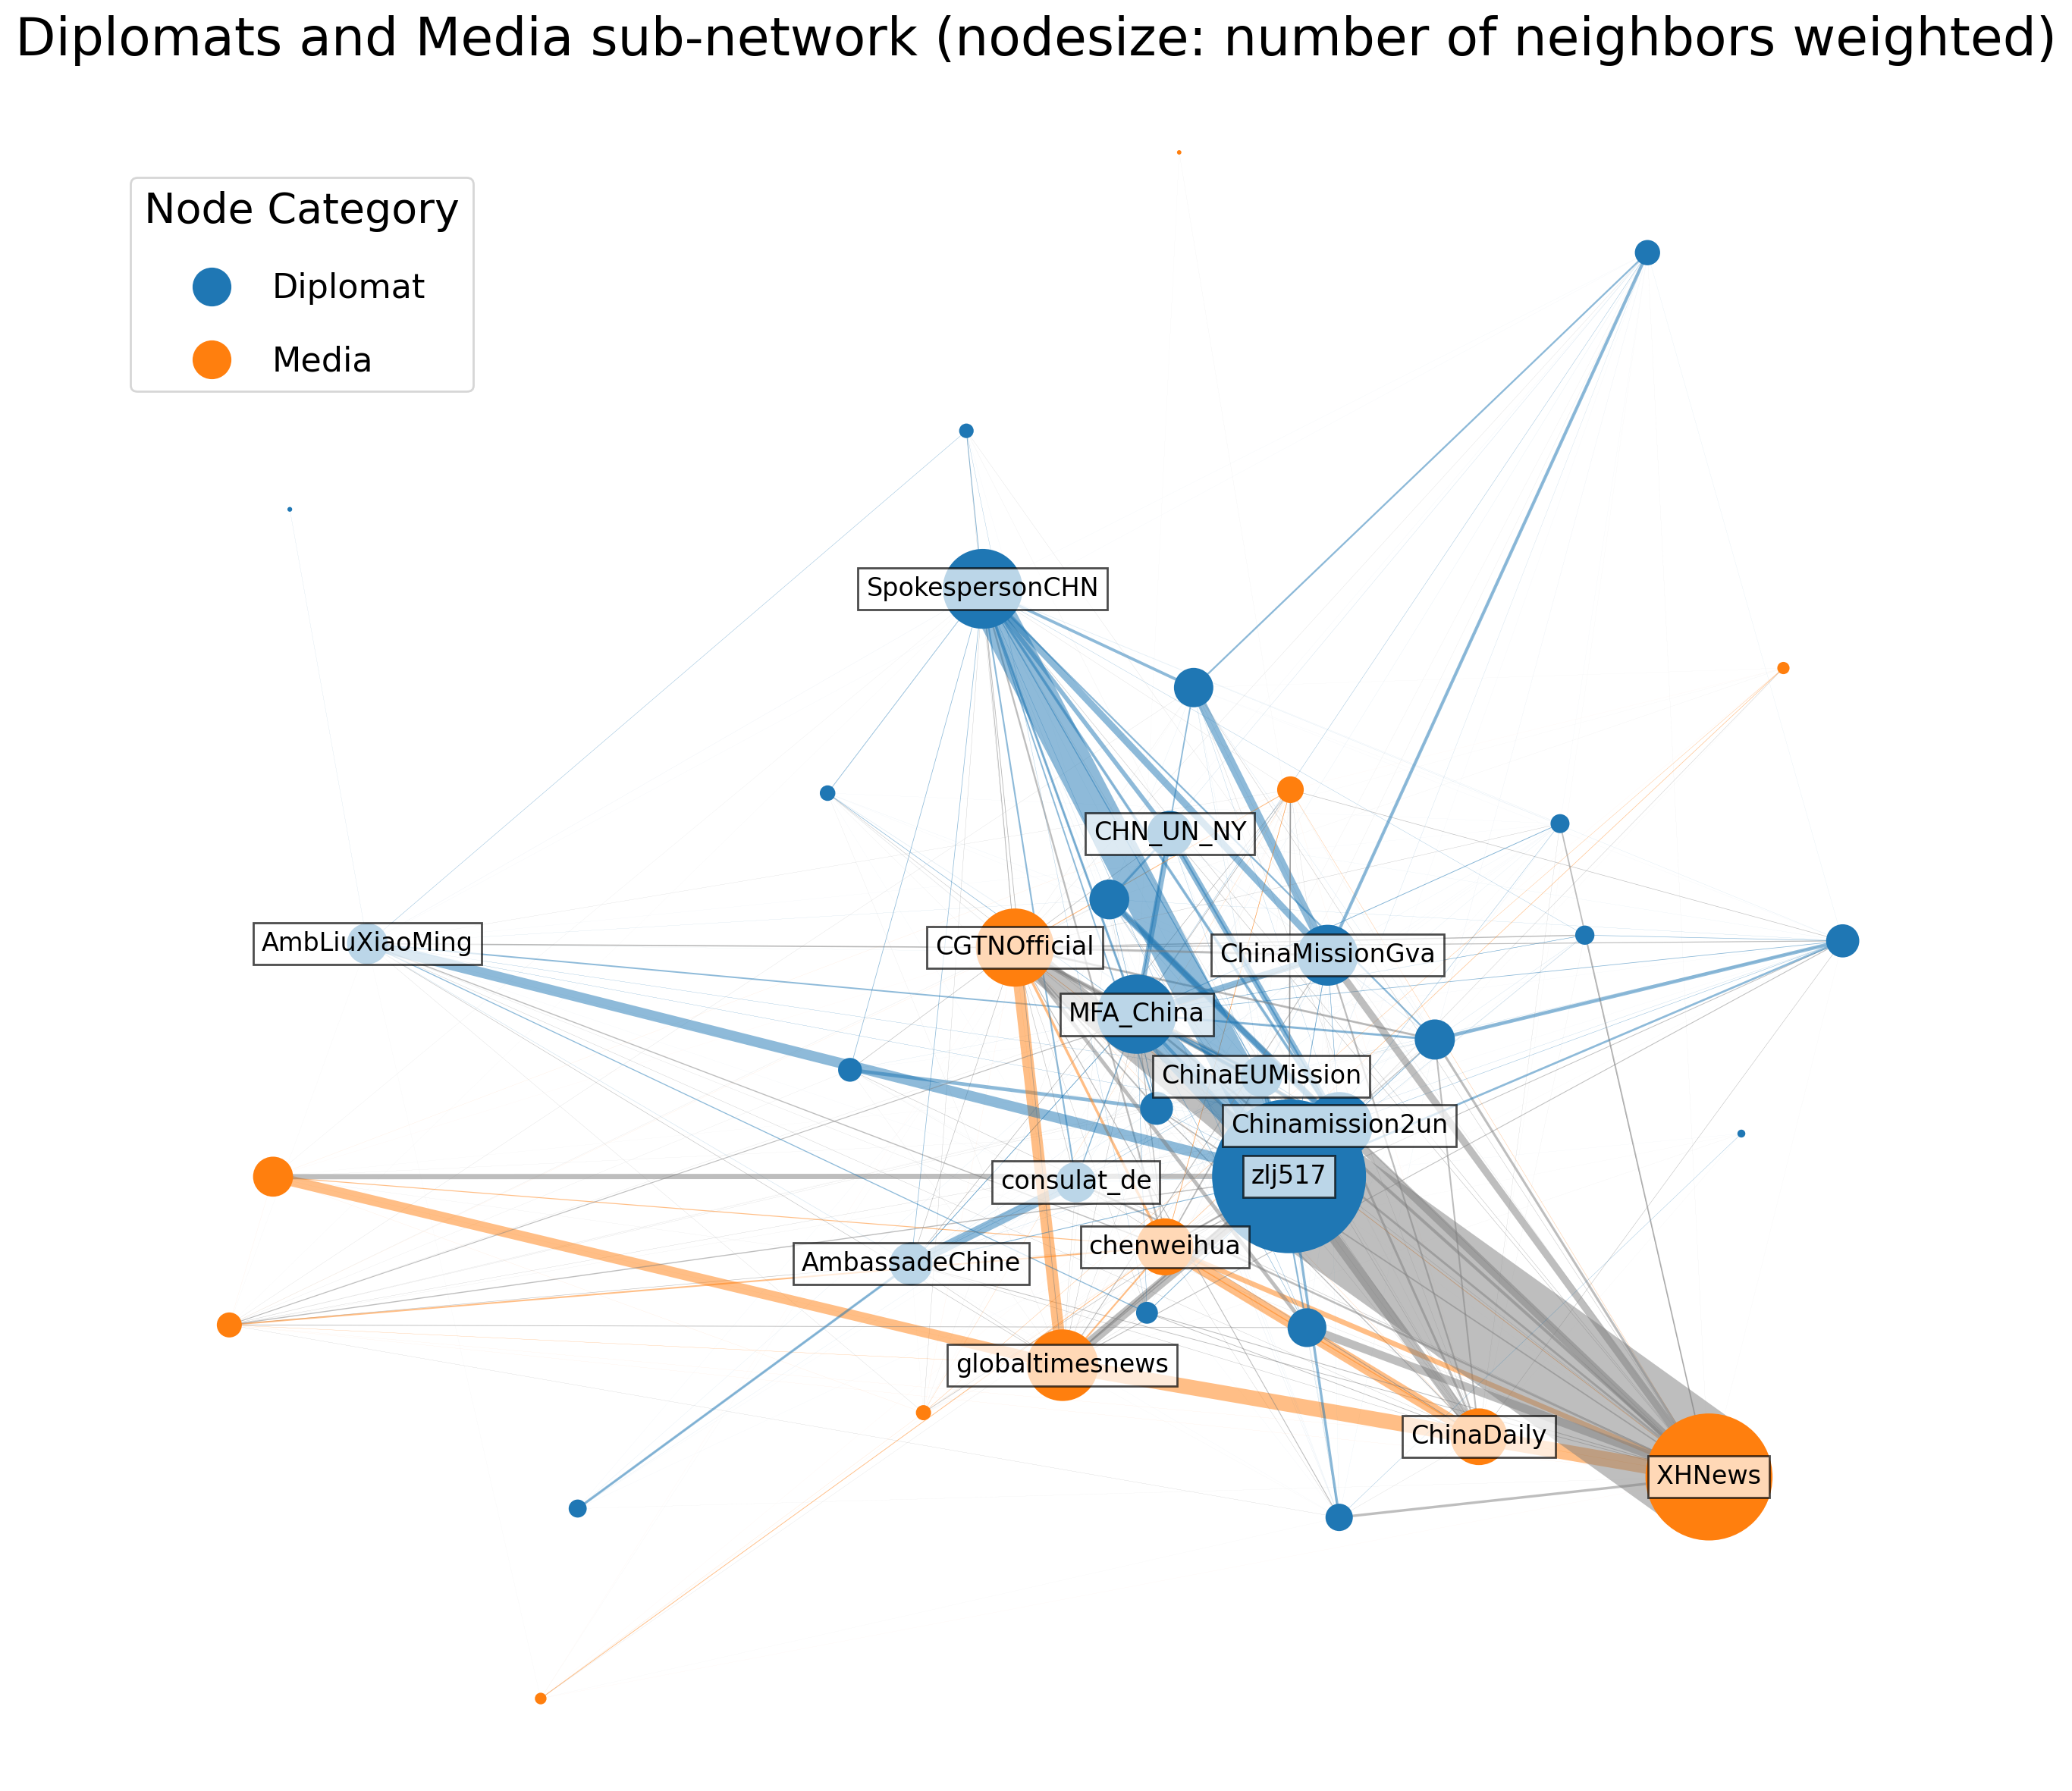 Diplomats and Media sub-network (nodesize: number of neighbors weighted)
Node Category
Diplomat
Media
SpokespersonCHN
CHN_UN_NY
AmbLiuXiaoMing
CGTNOfficial
ChinaMissionGva
MFA_China
ChinaEUMission
Chinamission2un
zlj517
consulat_de
chenweihua
AmbassadeChine
globaltimesnews
ChinaDaily
XHNews